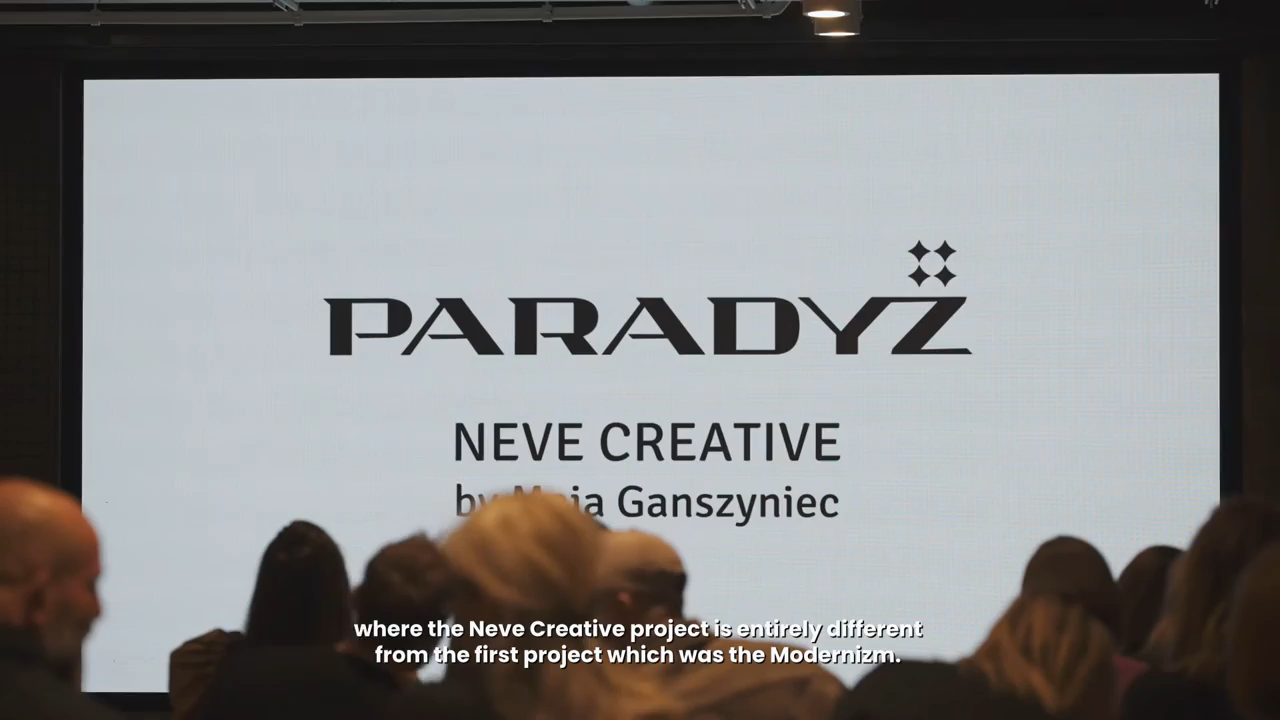 PARADYŻ
NEVE CREATIVE
by Maja Ganszyniec
where the Neve Creative project is entirely different
from the first project which was the Modernizm.